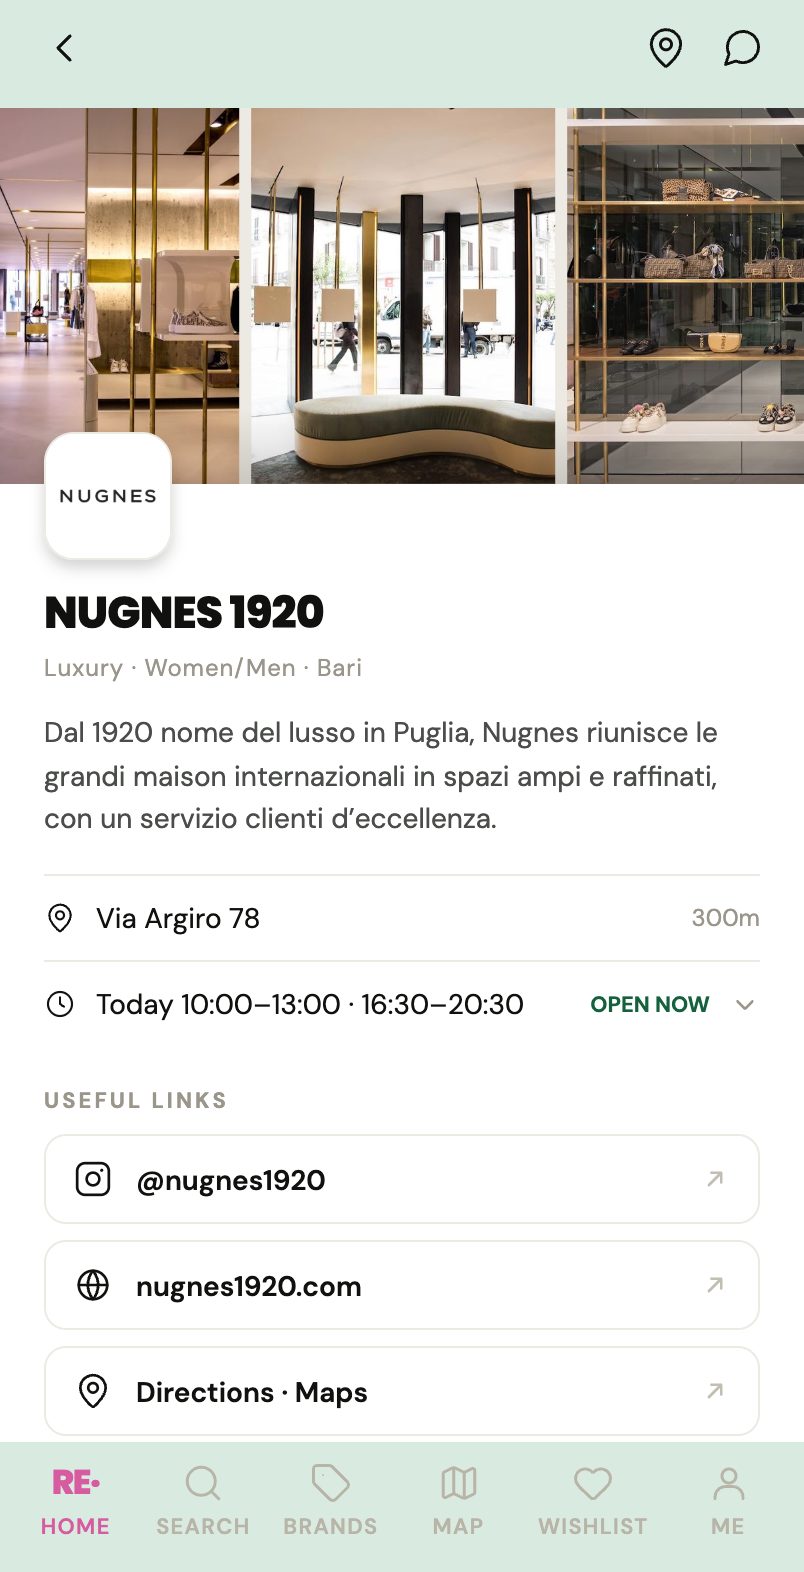 NUGNES
NUGNES 1920
Luxury · Women/Men · Bari
Dal 1920 nome del lusso in Puglia, Nugnes riunisce le
grandi maison internazionali in spazi ampi e raffinati,
con un servizio clienti d’eccellenza.
Via Argiro 78 300m
Today 10:00–13:00 · 16:30–20:30 OPEN NOW
USEFUL LINKS
@nugnes1920
nugnes1920.com
Directions · Maps
RE•
HOME SEARCH BRANDS MAP WISHLIST ME